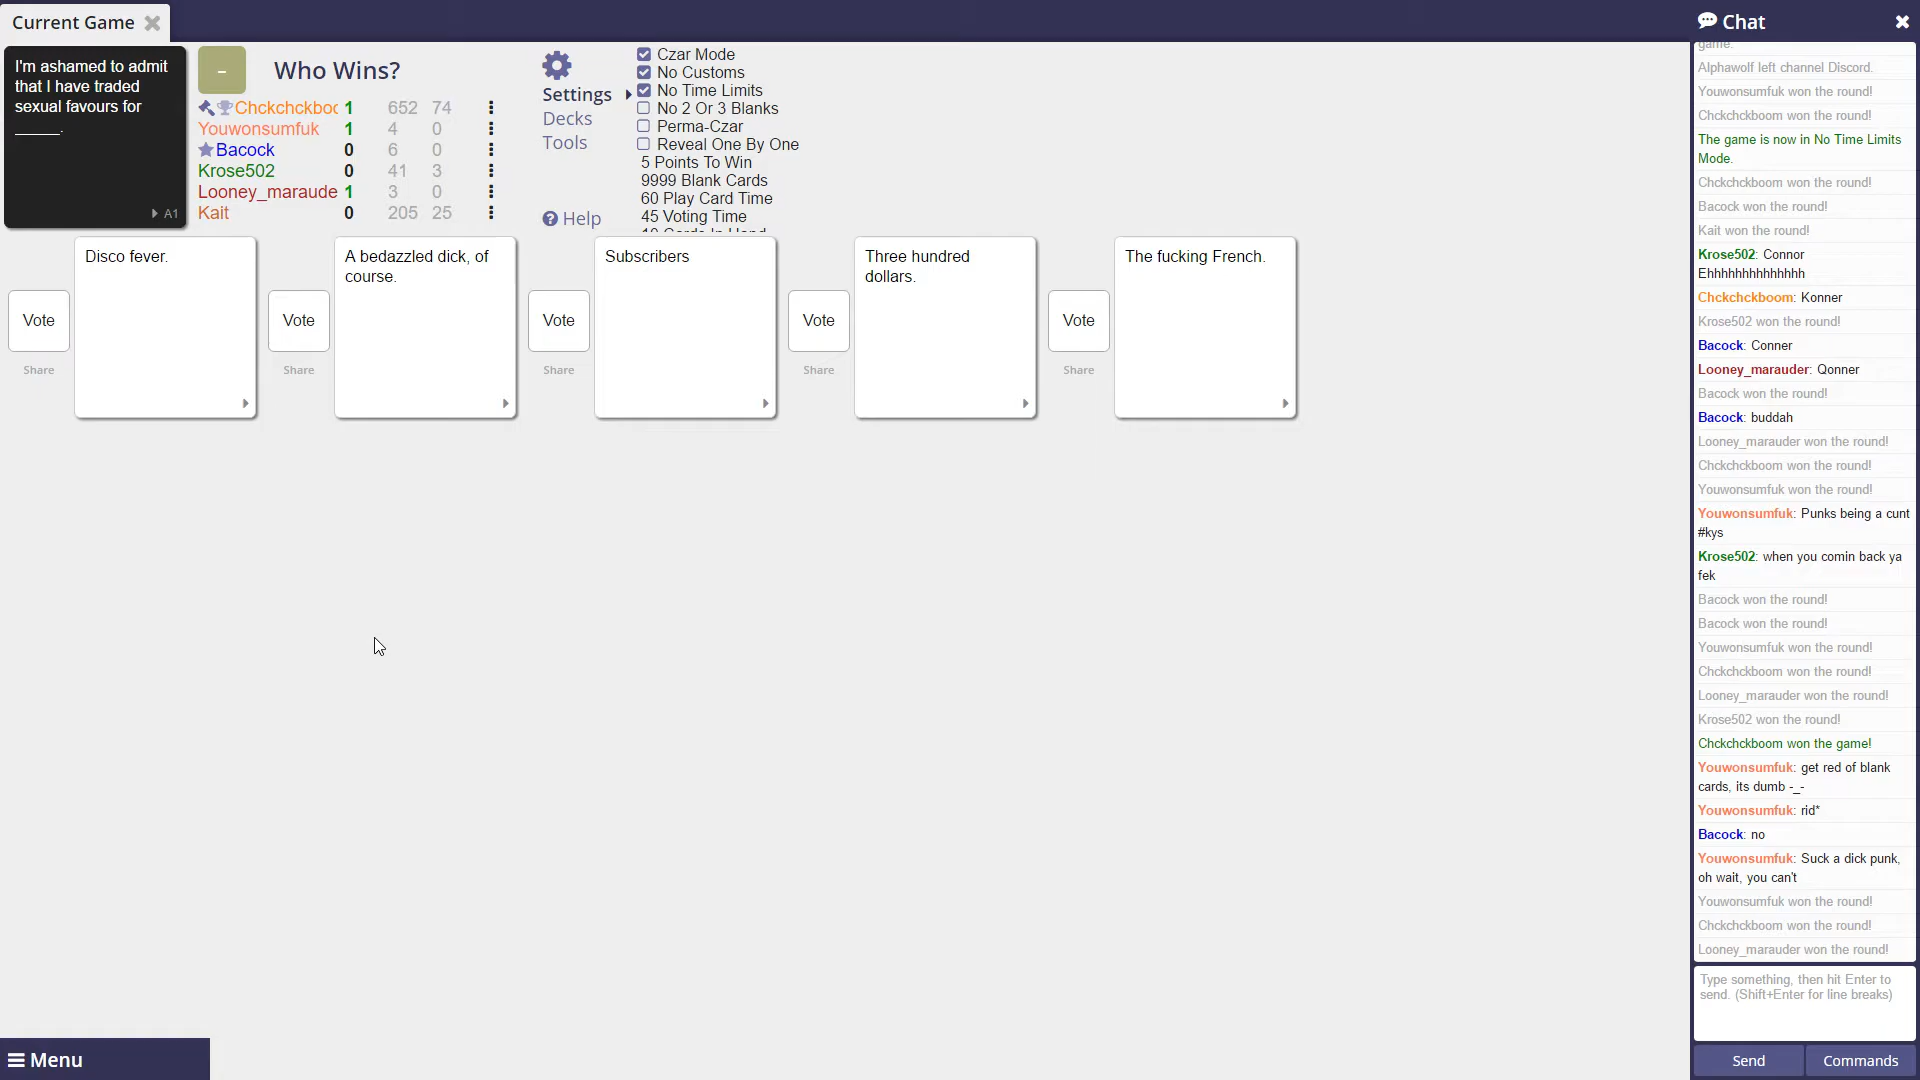 Current Game
I'm ashamed to admit
that I have traded
sexual favours for
_____.
A1
-
Who Wins?
Chckchckboo 1 652 74
Youwonsumfuk 1 4 0
Bacock 0 6 0
Krose502 0 41 3
Looney_maraude 1 3 0
Kait 0 205 25
Settings
Decks
Tools
Help
Czar Mode
No Customs
No Time Limits
No 2 Or 3 Blanks
Perma-Czar
Reveal One By One
5 Points To Win
9999 Blank Cards
60 Play Card Time
45 Voting Time
10 Cards In Hand
Vote
Share
Disco fever.
Vote
Share
A bedazzled dick, of
course.
Vote
Share
Subscribers
Vote
Share
Three hundred
dollars.
Vote
Share
The fucking French.
Menu
Chat
game.
Alphawolf left channel Discord.
Youwonsumfuk won the round!
Chckchckboom won the round!
The game is now in No Time Limits
Mode.
Chckchckboom won the round!
Bacock won the round!
Kait won the round!
Krose502: Connor
Ehhhhhhhhhhhhhh
Chckchckboom: Konner
Krose502 won the round!
Bacock: Conner
Looney_marauder: Qonner
Bacock won the round!
Bacock: buddah
Looney_marauder won the round!
Chckchckboom won the round!
Youwonsumfuk won the round!
Youwonsumfuk: Punks being a cunt
#kys
Krose502: when you comin back ya
fek
Bacock won the round!
Bacock won the round!
Youwonsumfuk won the round!
Chckchckboom won the round!
Looney_marauder won the round!
Krose502 won the round!
Chckchckboom won the game!
Youwonsumfuk: get red of blank
cards, its dumb -_-
Youwonsumfuk: rid*
Bacock: no
Youwonsumfuk: Suck a dick punk,
oh wait, you can't
Youwonsumfuk won the round!
Chckchckboom won the round!
Looney_marauder won the round!
Type something, then hit Enter to
send. (Shift+Enter for line breaks)
Send
Commands